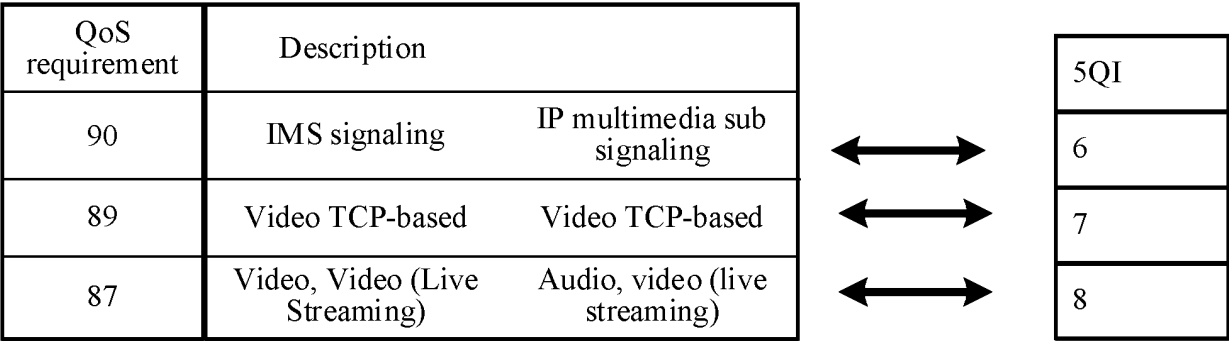 QoS
requirement
Description
5QI
90
IMS signaling
IP multimedia sub
signaling
6
89
Video TCP-based
Video TCP-based
7
87
Video, Video (Live
Streaming)
Audio, video (live
streaming)
8